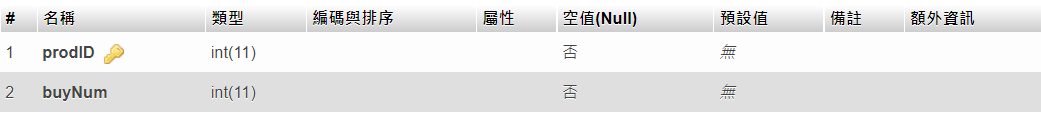 # 名稱 類型 編碼與排序 屬性 空值(Null) 預設值 備註 額外資訊
1 prodID int(11) 否 無
2 buyNum int(11) 否 無